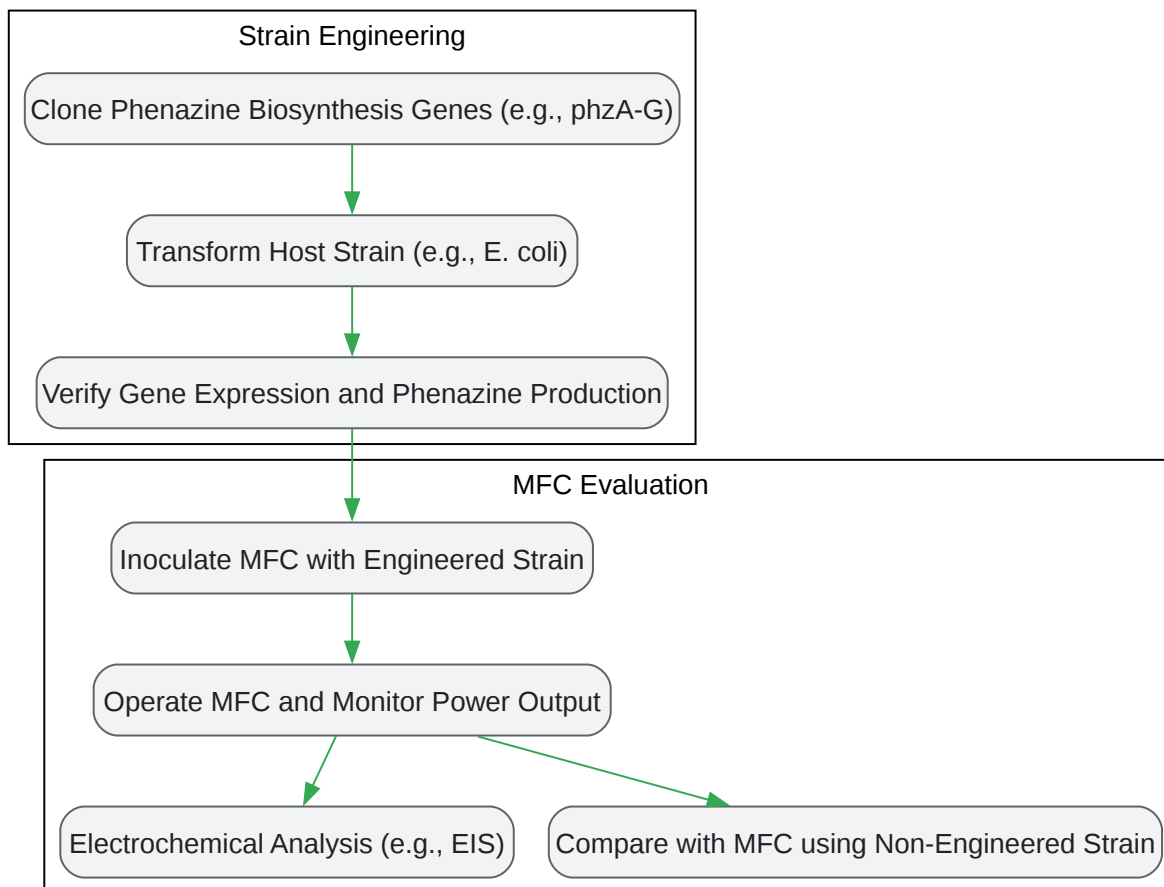 Strain Engineering
Clone Phenazine Biosynthesis Genes (e.g., phzA-G)
Transform Host Strain (e.g., E. coli)
Verify Gene Expression and Phenazine Production
MFC Evaluation
Inoculate MFC with Engineered Strain
Operate MFC and Monitor Power Output
Electrochemical Analysis (e.g., EIS)
Compare with MFC using Non-Engineered Strain